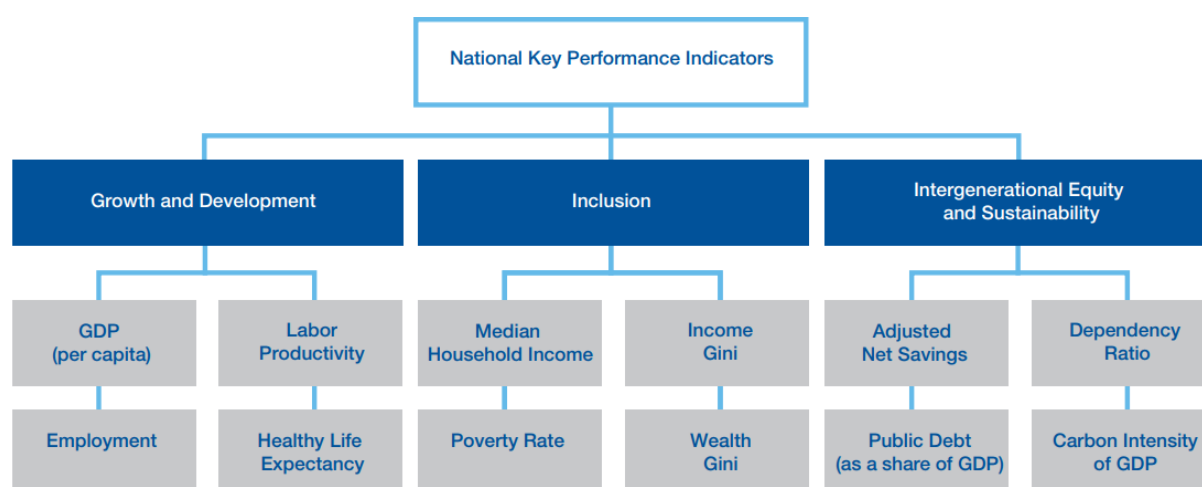 National Key Performance Indicators
Growth and Development
Inclusion
Intergenerational Equity
and Sustainability
GDP
(per capita)
Labor
Productivity
Median
Household Income
Income
Gini
Adjusted
Net Savings
Dependency
Ratio
Employment
Healthy Life
Expectancy
Poverty Rate
Wealth
Gini
Public Debt
(as a share of GDP)
Carbon Intensity
of GDP